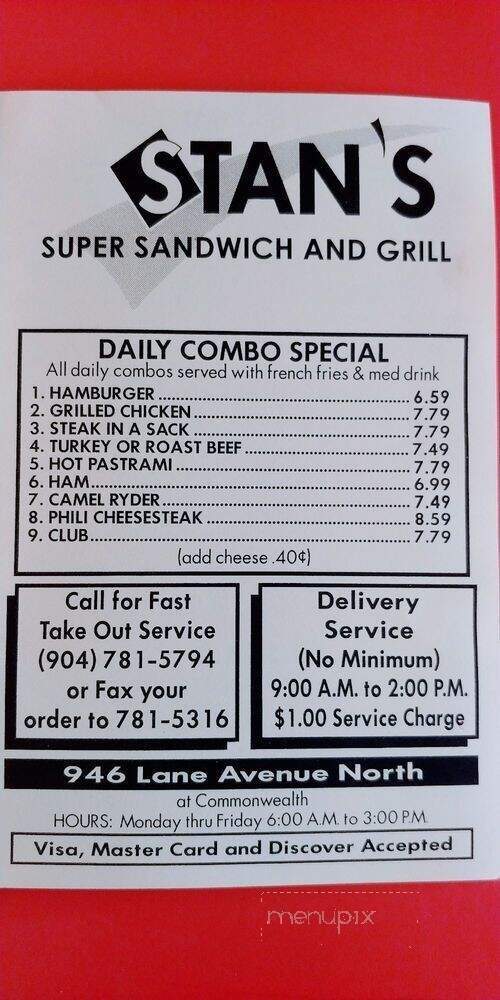 STAN'S
SUPER SANDWICH AND GRILL
DAILY COMBO SPECIAL
All daily combos served with french fries & med drink
1. HAMBURGER 6.59
2. GRILLED CHICKEN 7.79
3. STEAK IN A SACK 7.79
4. TURKEY OR ROAST BEEF 7.49
5. HOT PASTRAMI 7.79
6. HAM 6.99
7. CAMEL RYDER 7.49
8. PHILI CHEESESTEAK 8.59
9. CLUB 7.79
(add cheese .40¢)
Call for Fast
Take Out Service
(904) 781-5794
or Fax your
order to 781-5316
Delivery
Service
(No Minimum)
9:00 A.M. to 2:00 P.M.
$1.00 Service Charge
946 Lane Avenue North
at Commonwealth
HOURS: Monday thru Friday 6:00 A.M. to 3:00 P.M.
Visa, Master Card and Discover Accepted
menupix